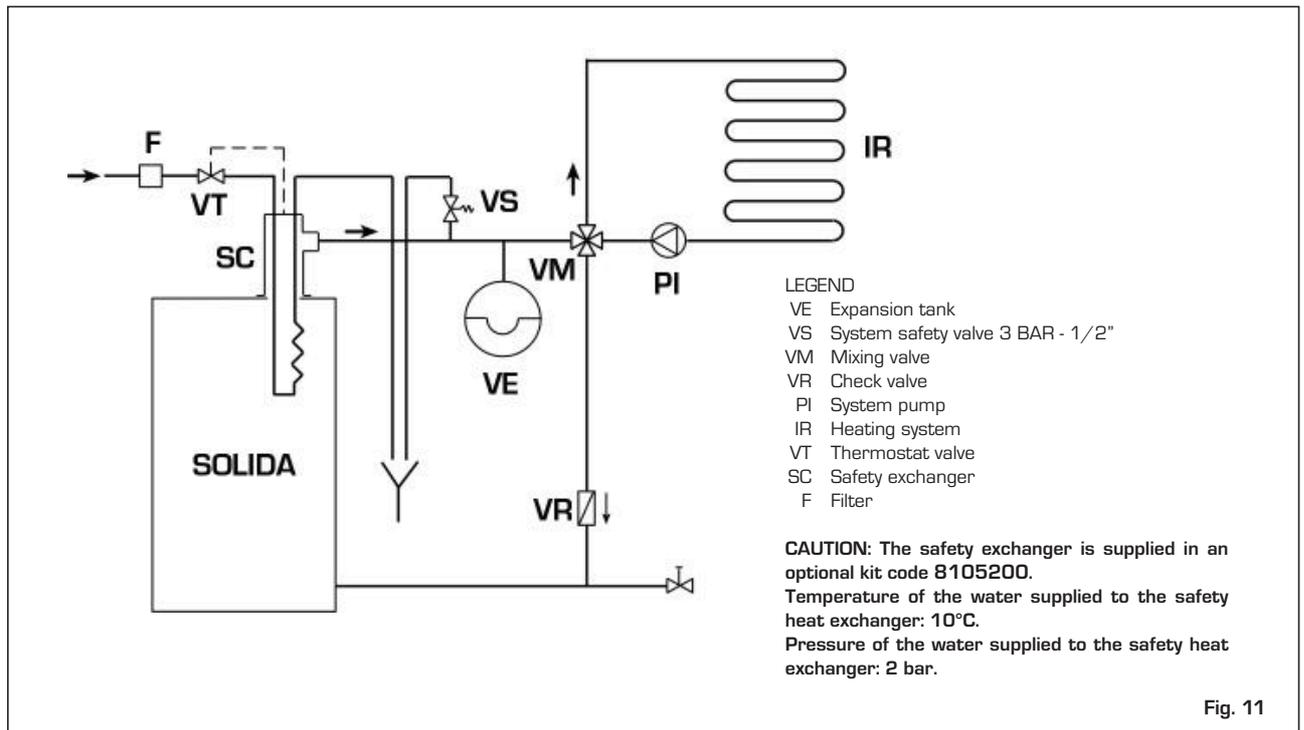 F
VT
VS
IR
SC
VM
PI
VE
SOLIDA
VR
LEGEND
VE Expansion tank
VS System safety valve 3 BAR - 1/2”
VM Mixing valve
VR Check valve
PI System pump
IR Heating system
VT Thermostat valve
SC Safety exchanger
F Filter
CAUTION: The safety exchanger is supplied in an
optional kit code 8105200.
Temperature of the water supplied to the safety
heat exchanger: 10°C.
Pressure of the water supplied to the safety heat
exchanger: 2 bar.
Fig. 11